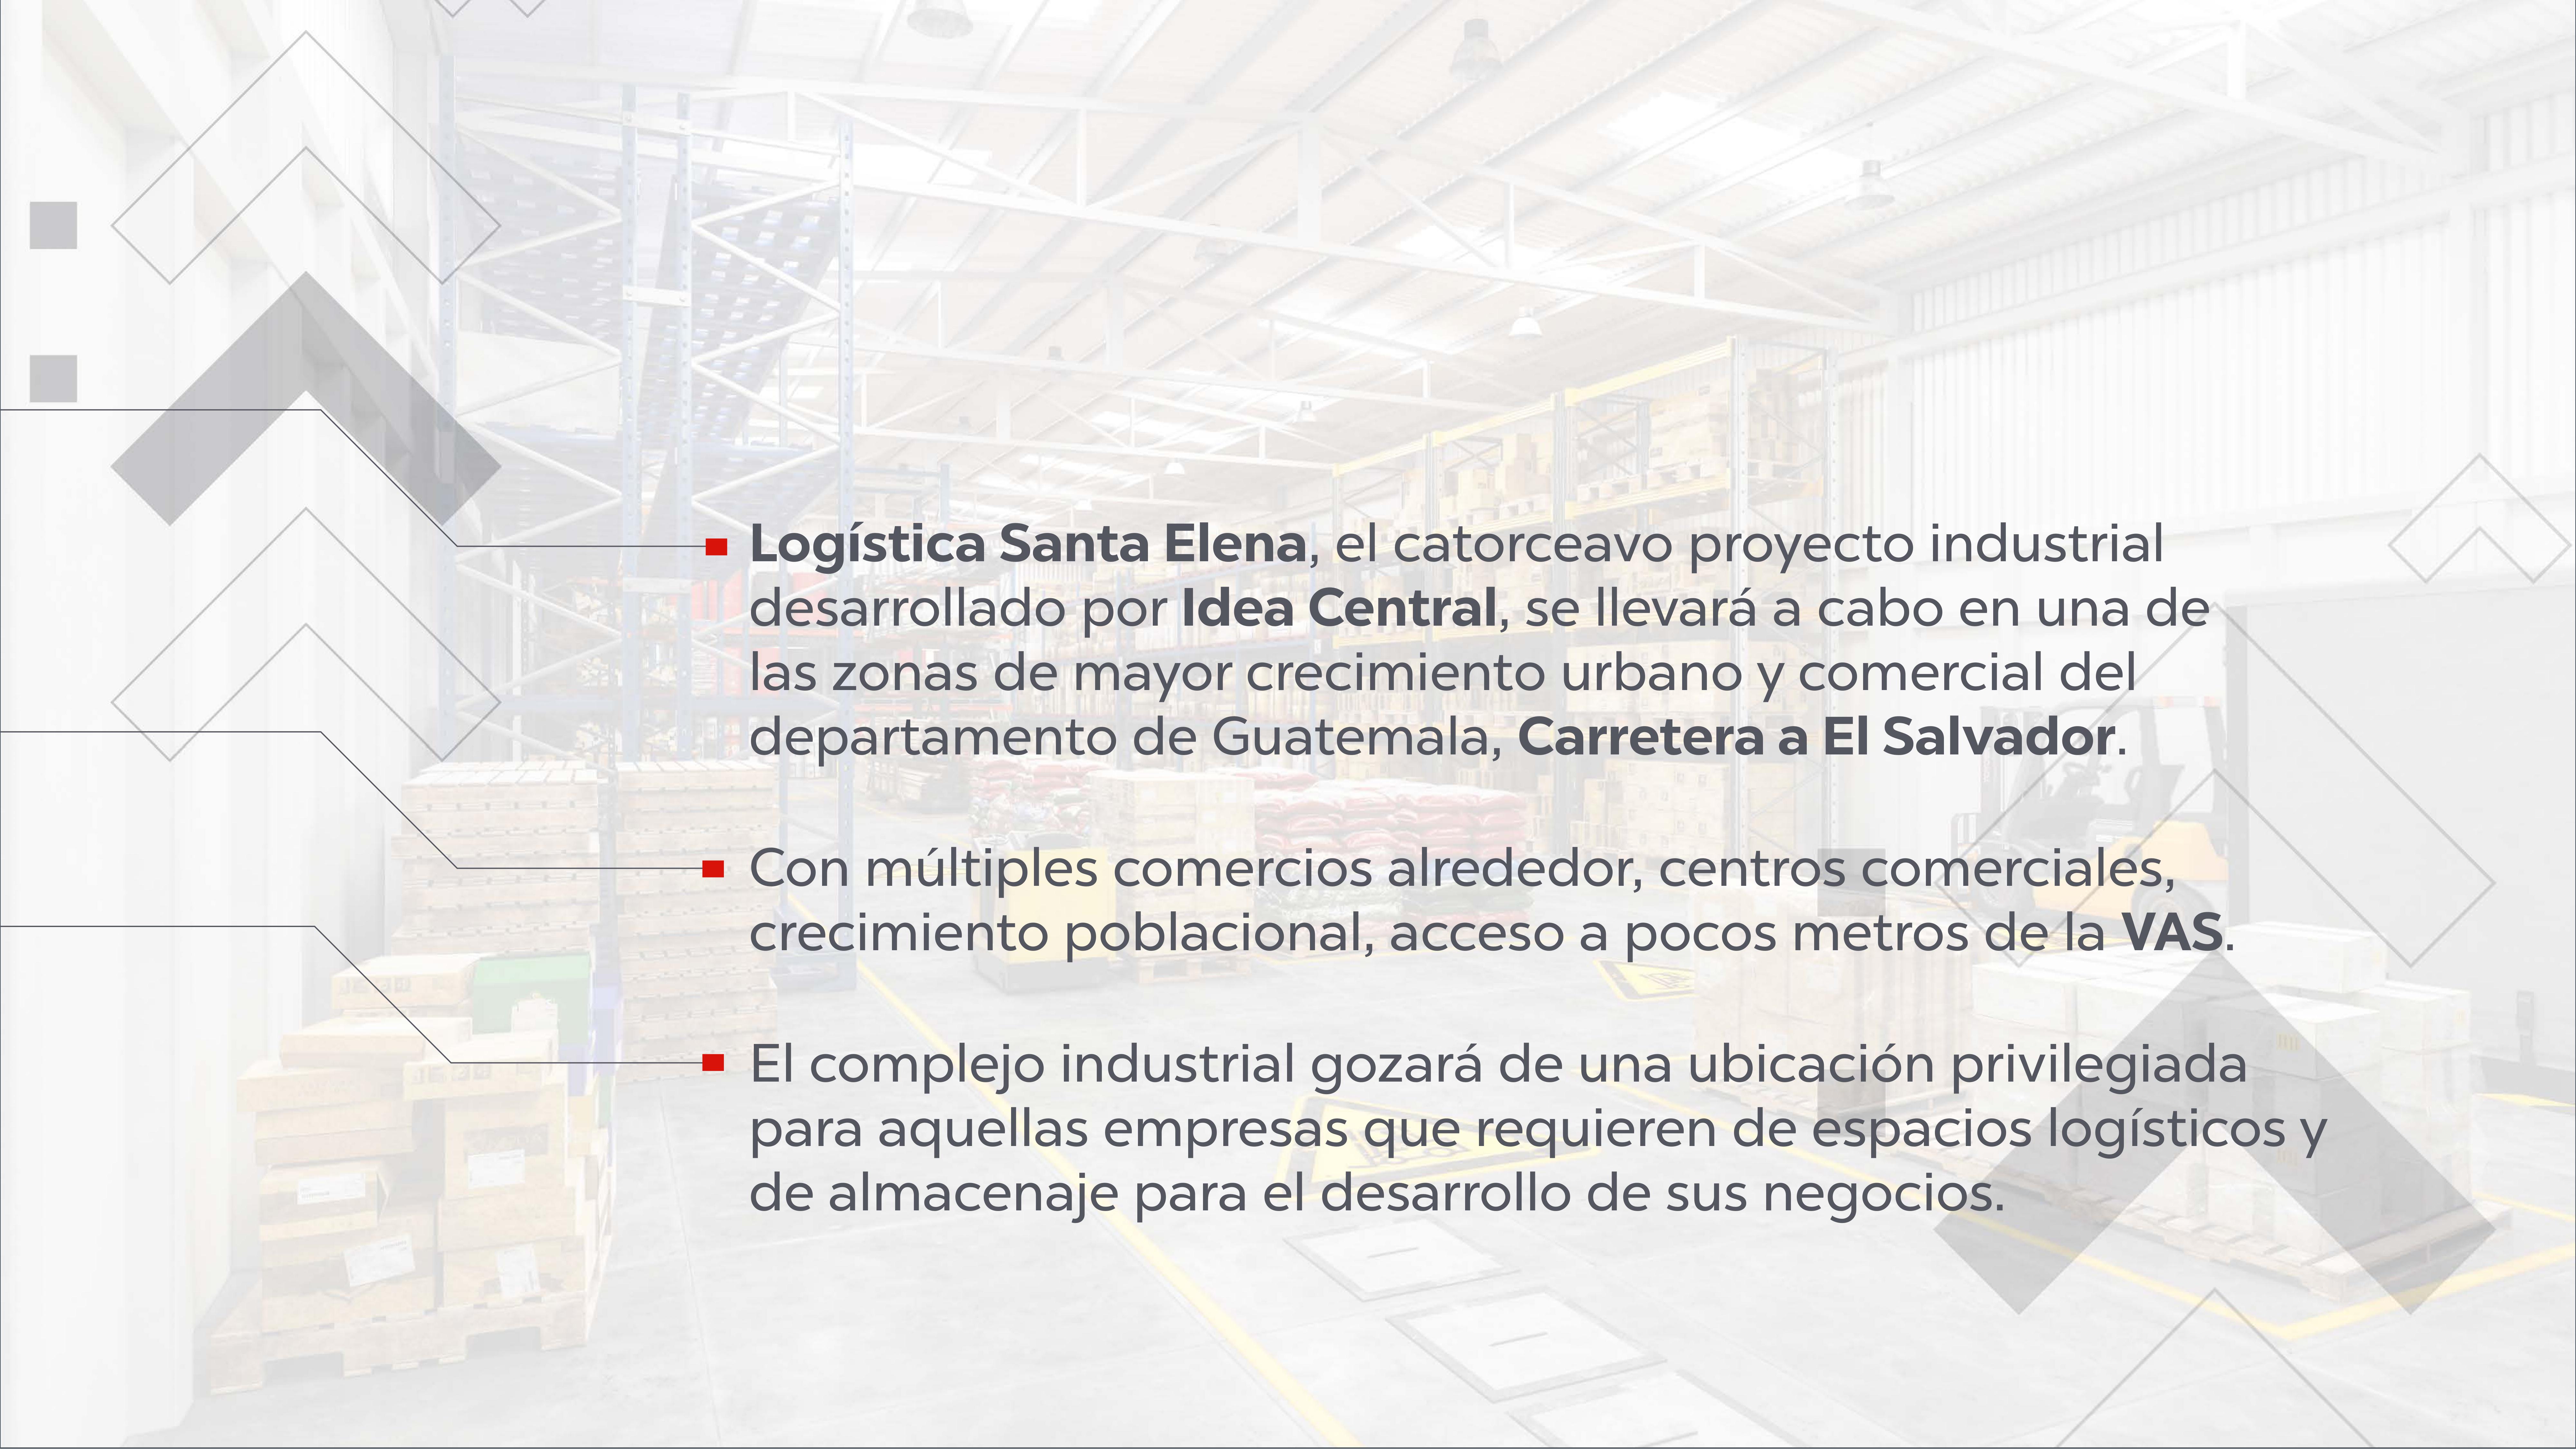 Logística Santa Elena, el catorceavo proyecto industrial
desarrollado por Idea Central, se llevará a cabo en una de
las zonas de mayor crecimiento urbano y comercial del
departamento de Guatemala, Carretera a El Salvador.
Con múltiples comercios alrededor, centros comerciales,
crecimiento poblacional, acceso a pocos metros de la VAS.
El complejo industrial gozará de una ubicación privilegiada
para aquellas empresas que requieren de espacios logísticos y
de almacenaje para el desarrollo de sus negocios.